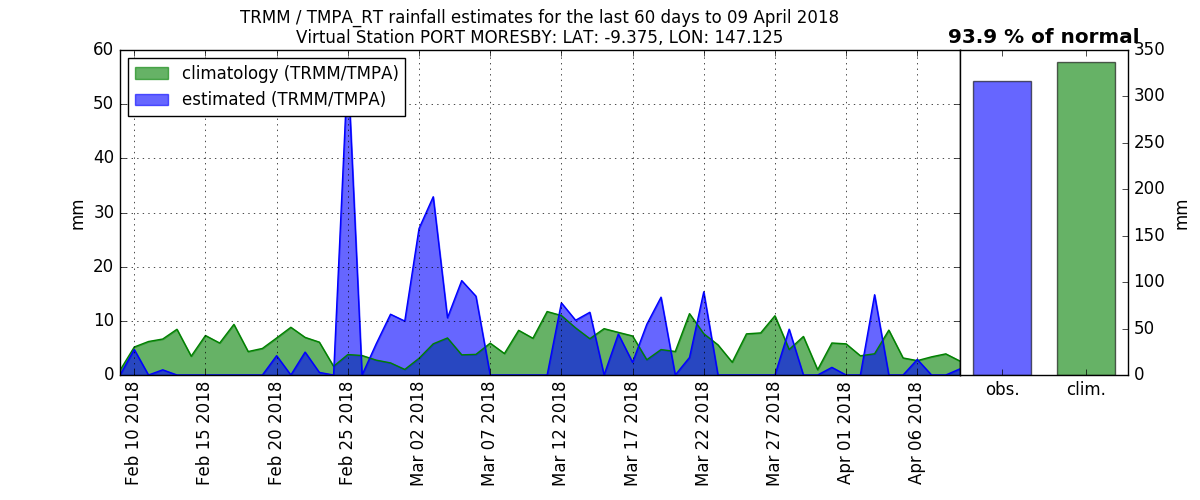 TRMM / TMPA_RT rainfall estimates for the last 60 days to 09 April 2018
Virtual Station PORT MORESBY: LAT: -9.375, LON: 147.125
93.9 % of normal
climatology (TRMM/TMPA)
estimated (TRMM/TMPA)
60
50
40
30
20
10
0
mm
Feb 10 2018
Feb 15 2018
Feb 20 2018
Feb 25 2018
Mar 02 2018
Mar 07 2018
Mar 12 2018
Mar 17 2018
Mar 22 2018
Mar 27 2018
Apr 01 2018
Apr 06 2018
obs.
clim.
350
300
250
200
150
100
50
0
mm